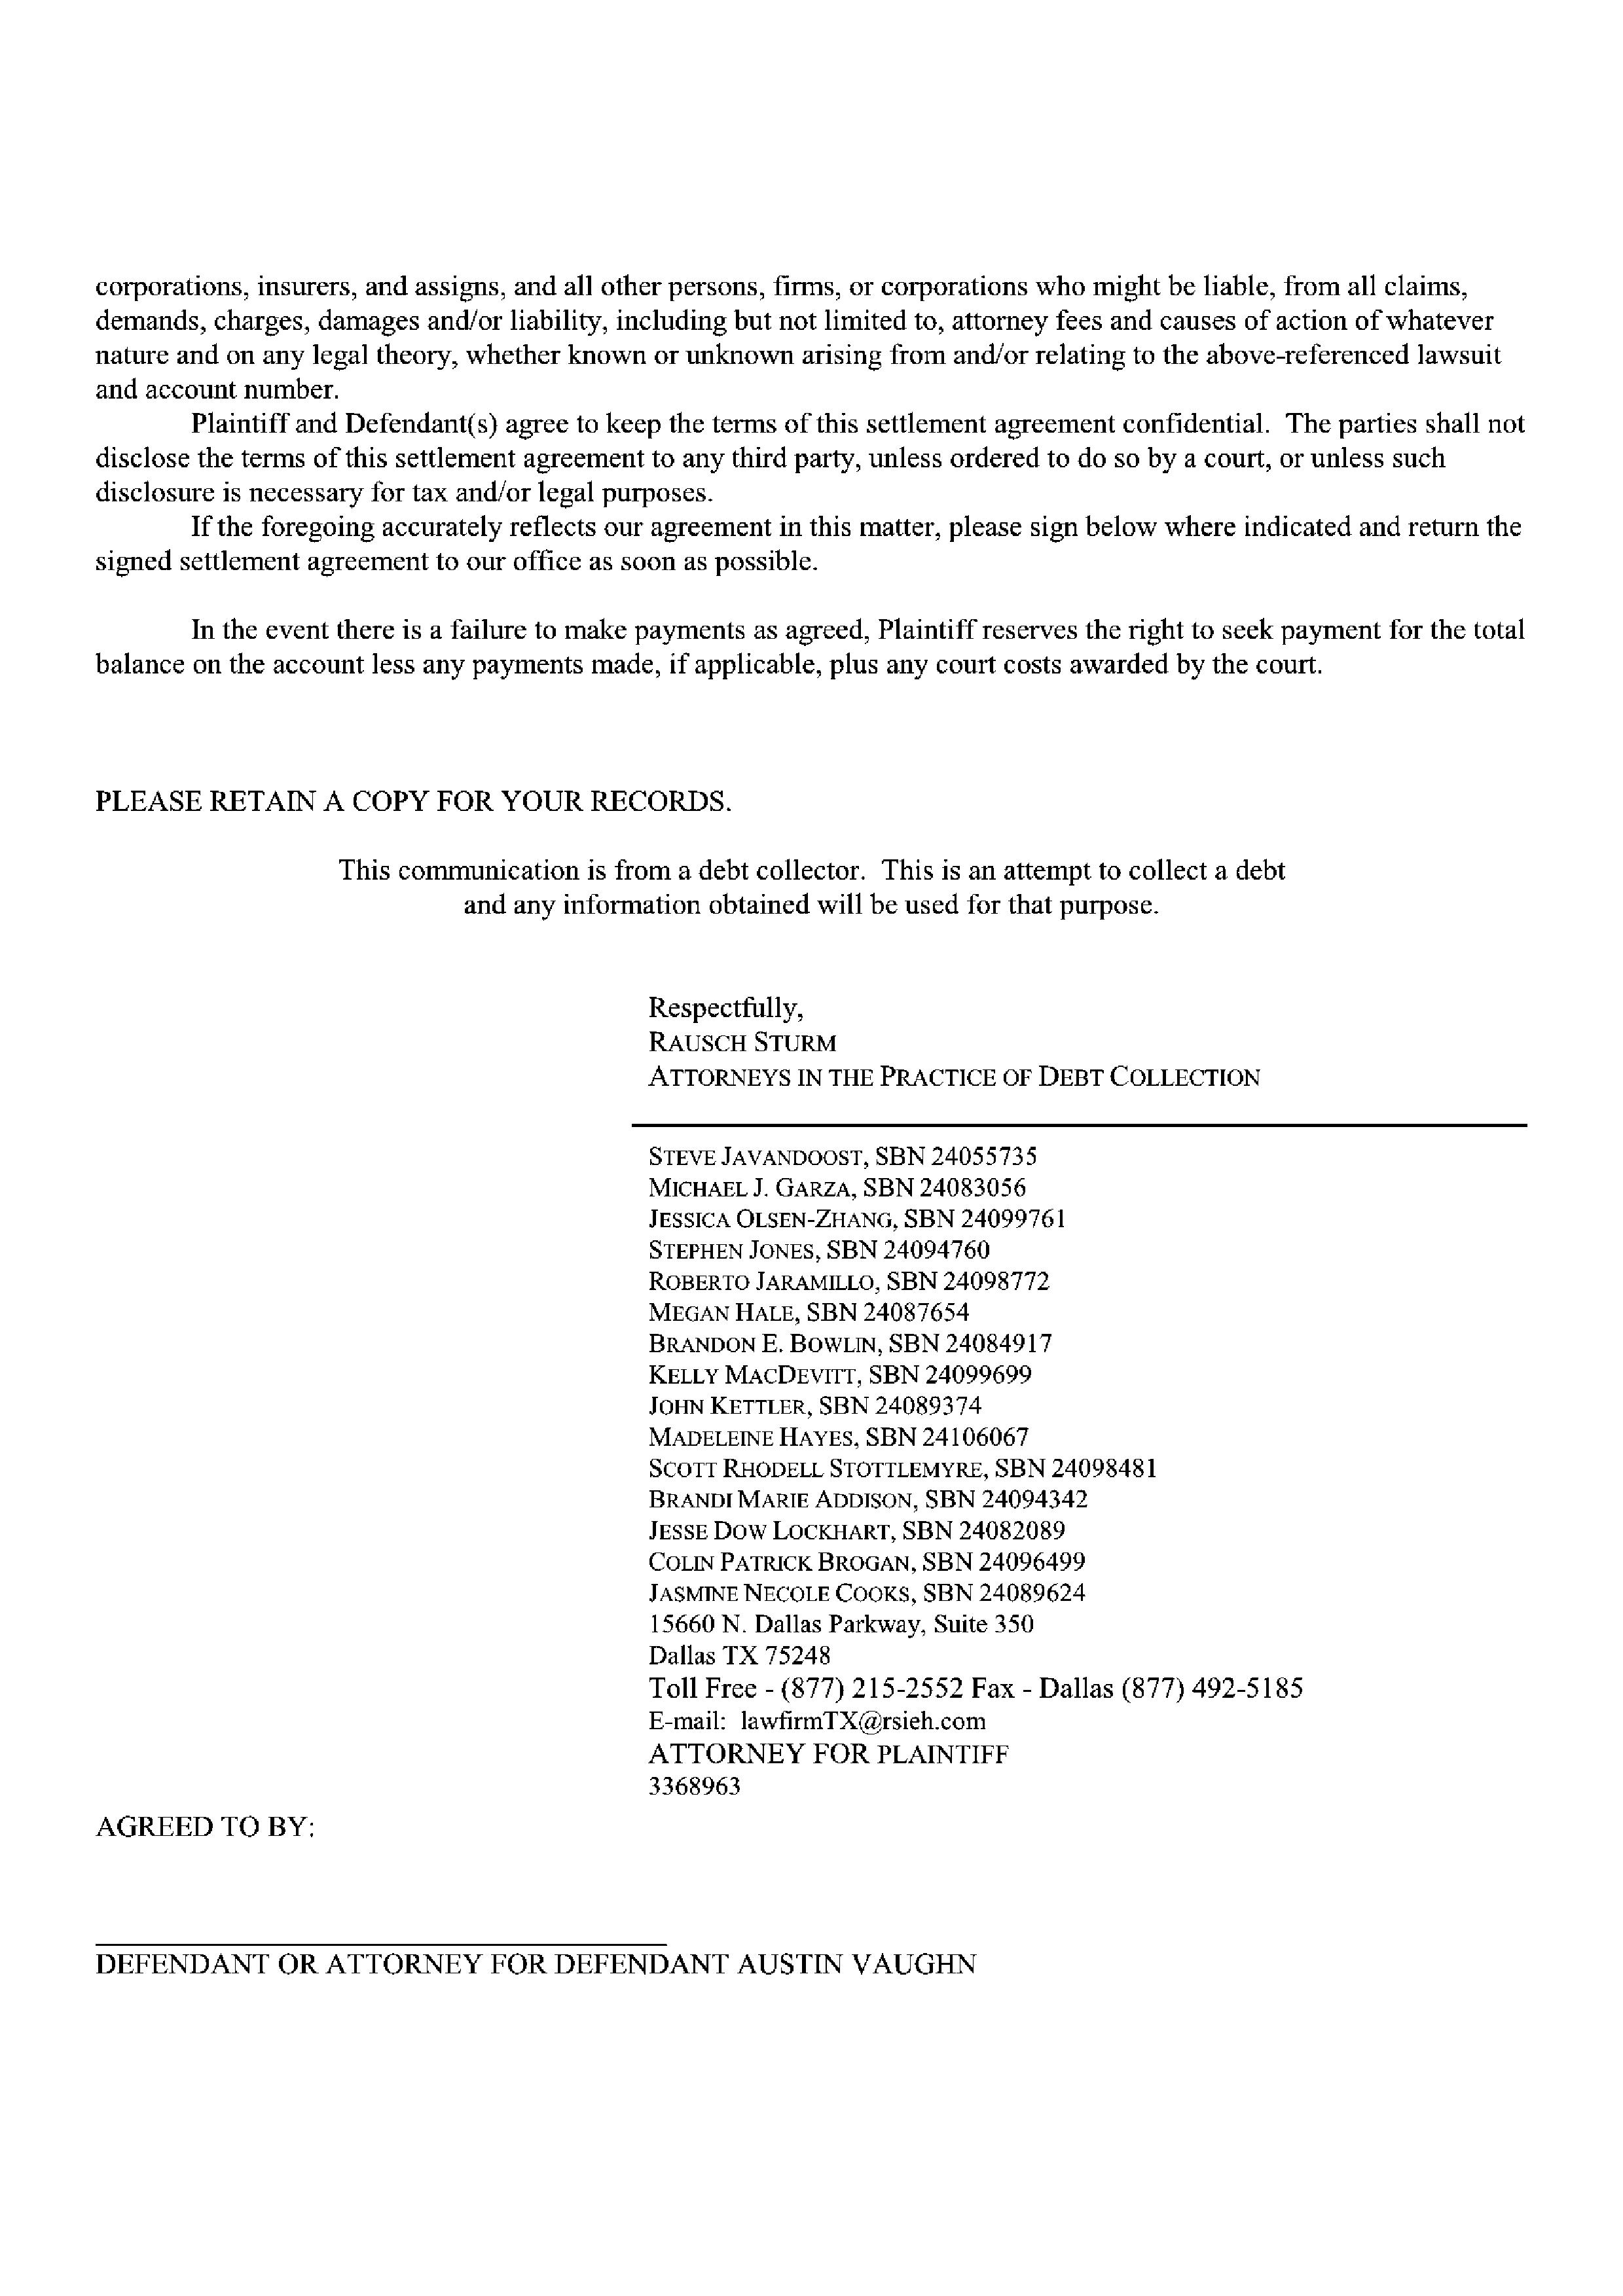 corporations, insurers, and assigns, and all other persons, firms, or corporations who might be liable, from all claims,
demands, charges, damages and/or liability, including but not limited to, attorney fees and causes of action of whatever
nature and on any legal theory, whether known or unknown arising from and/or relating to the above-referenced lawsuit
and account number.
Plaintiff and Defendant(s) agree to keep the terms of this settlement agreement confidential. The parties shall not
disclose the terms of this settlement agreement to any third party, unless ordered to do so by a court, or unless such
disclosure is necessary for tax and/or legal purposes.
If the foregoing accurately reflects our agreement in this matter, please sign below where indicated and return the
signed settlement agreement to our office as soon as possible.
In the event there is a failure to make payments as agreed, Plaintiff reserves the right to seek payment for the total
balance on the account less any payments made, if applicable, plus any court costs awarded by the court.
PLEASE RETAIN A COPY FOR YOUR RECORDS.
This communication is from a debt collector. This is an attempt to collect a debt
and any information obtained will be used for that purpose.
Respectfully,
RAUSCH STURM
ATTORNEYS IN THE PRACTICE OF DEBT COLLECTION
STEVE JAVANDOOST, SBN 24055735
MICHAEL J. GARZA, SBN 24083056
JESSICA OLSEN-ZHANG, SBN 24099761
STEPHEN JONES, SBN 24094760
ROBERTO JARAMILLO, SBN 24098772
MEGAN HALE, SBN 24087654
BRANDON E. BOWLIN, SBN 24084917
KELLY MACDEVITT, SBN 24099699
JOHN KETTLER, SBN 24089374
MADELEINE HAYES, SBN 24106067
SCOTT RHODELL STOTTLEMYRE, SBN 24098481
BRANDI MARIE ADDISON, SBN 24094342
JESSE DOW LOCKHART, SBN 24082089
COLIN PATRICK BROGAN, SBN 24096499
JASMINE NECOLE COOKS, SBN 24089624
15660 N. Dallas Parkway, Suite 350
Dallas TX 75248
Toll Free - (877) 215-2552 Fax - Dallas (877) 492-5185
E-mail: lawfirmTX@rsieh.com
ATTORNEY FOR PLAINTIFF
3368963
AGREED TO BY:
DEFENDANT OR ATTORNEY FOR DEFENDANT AUSTIN VAUGHN